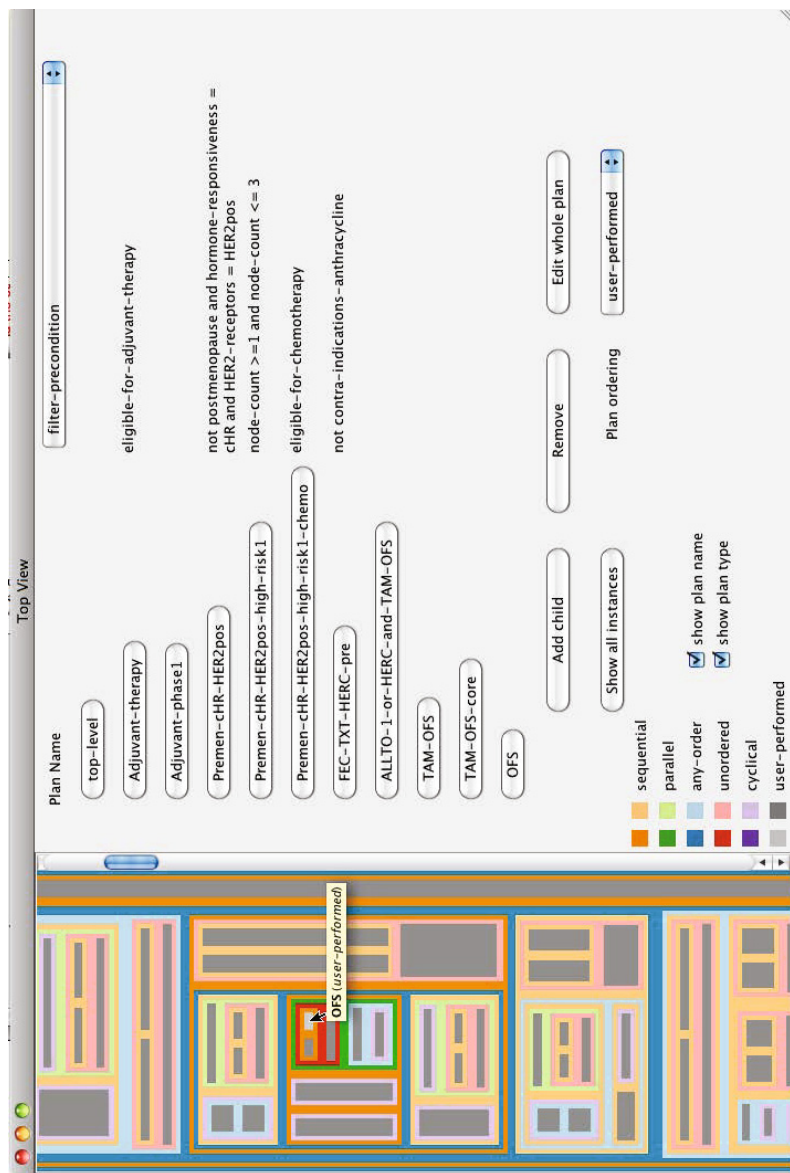 Top View
OFS (user-performed)
Plan Name
filter-precondition
top-level
Adjuvant-therapy
eligible-for-adjuvant-therapy
Adjuvant-phase1
Premen-cHR-HER2pos
not postmenopause and hormone-responsiveness =
cHR and HER2-receptors = HER2pos
Premen-cHR-HER2pos-high-risk1
node-count >=1 and node-count <= 3
Premen-cHR-HER2pos-high-risk1-chemo
eligible-for-chemotherapy
FEC-TXT-HERC-pre
not contra-indications-anthracycline
ALLTO-1-or-HERC-and-TAM-OFS
TAM-OFS
TAM-OFS-core
OFS
Add child
Remove
Edit whole plan
Show all instances
Plan ordering
user-performed
sequential
parallel
any-order
show plan name
unordered
show plan type
cyclical
user-performed